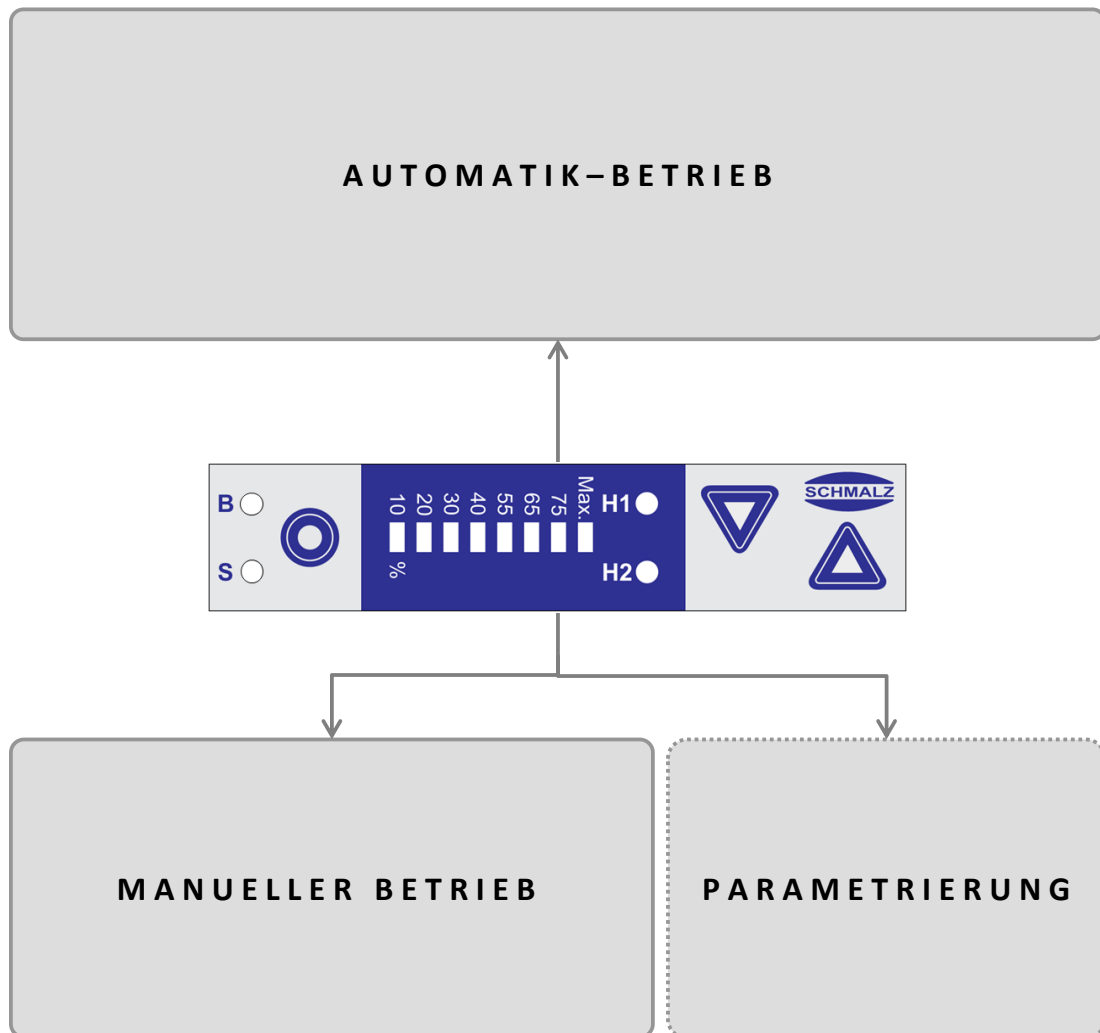 AUTOMATIK–BETRIEB
B
S
10
20
30
40
55
65
75
Max.
%
H1
H2
SCHMALZ
MANUELLER BETRIEB
PARAMETRIERUNG